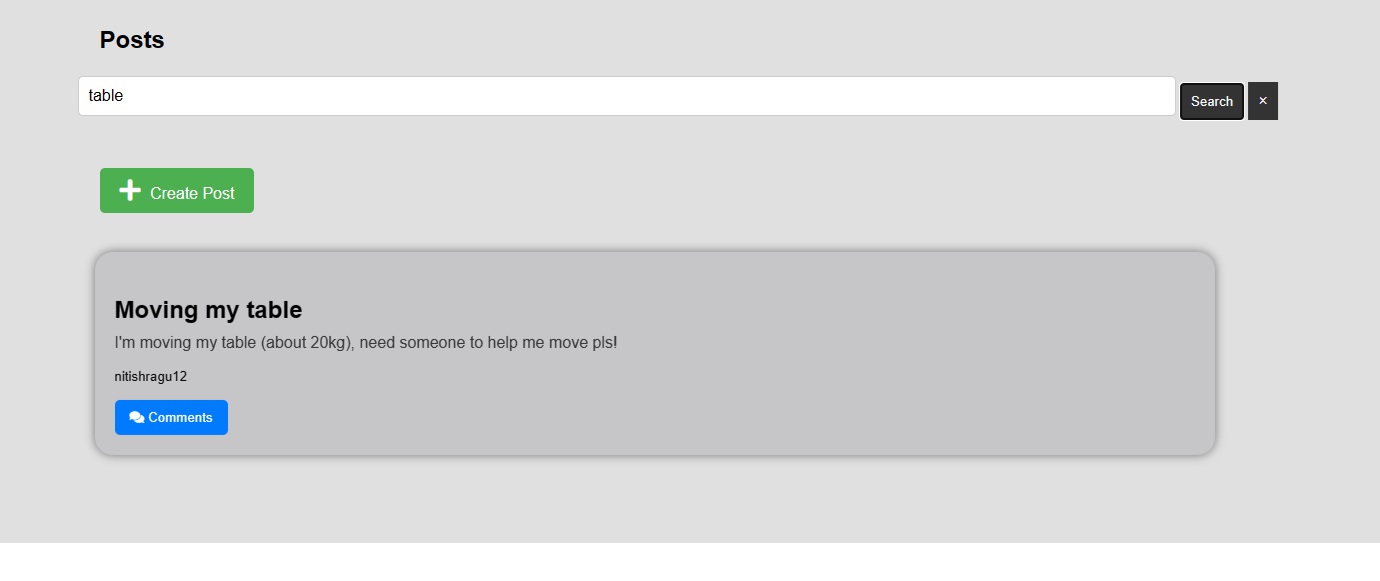 Posts
table
Search ×
Create Post
Moving my table
I'm moving my table (about 20kg), need someone to help me move pls!
nitishragu12
Comments